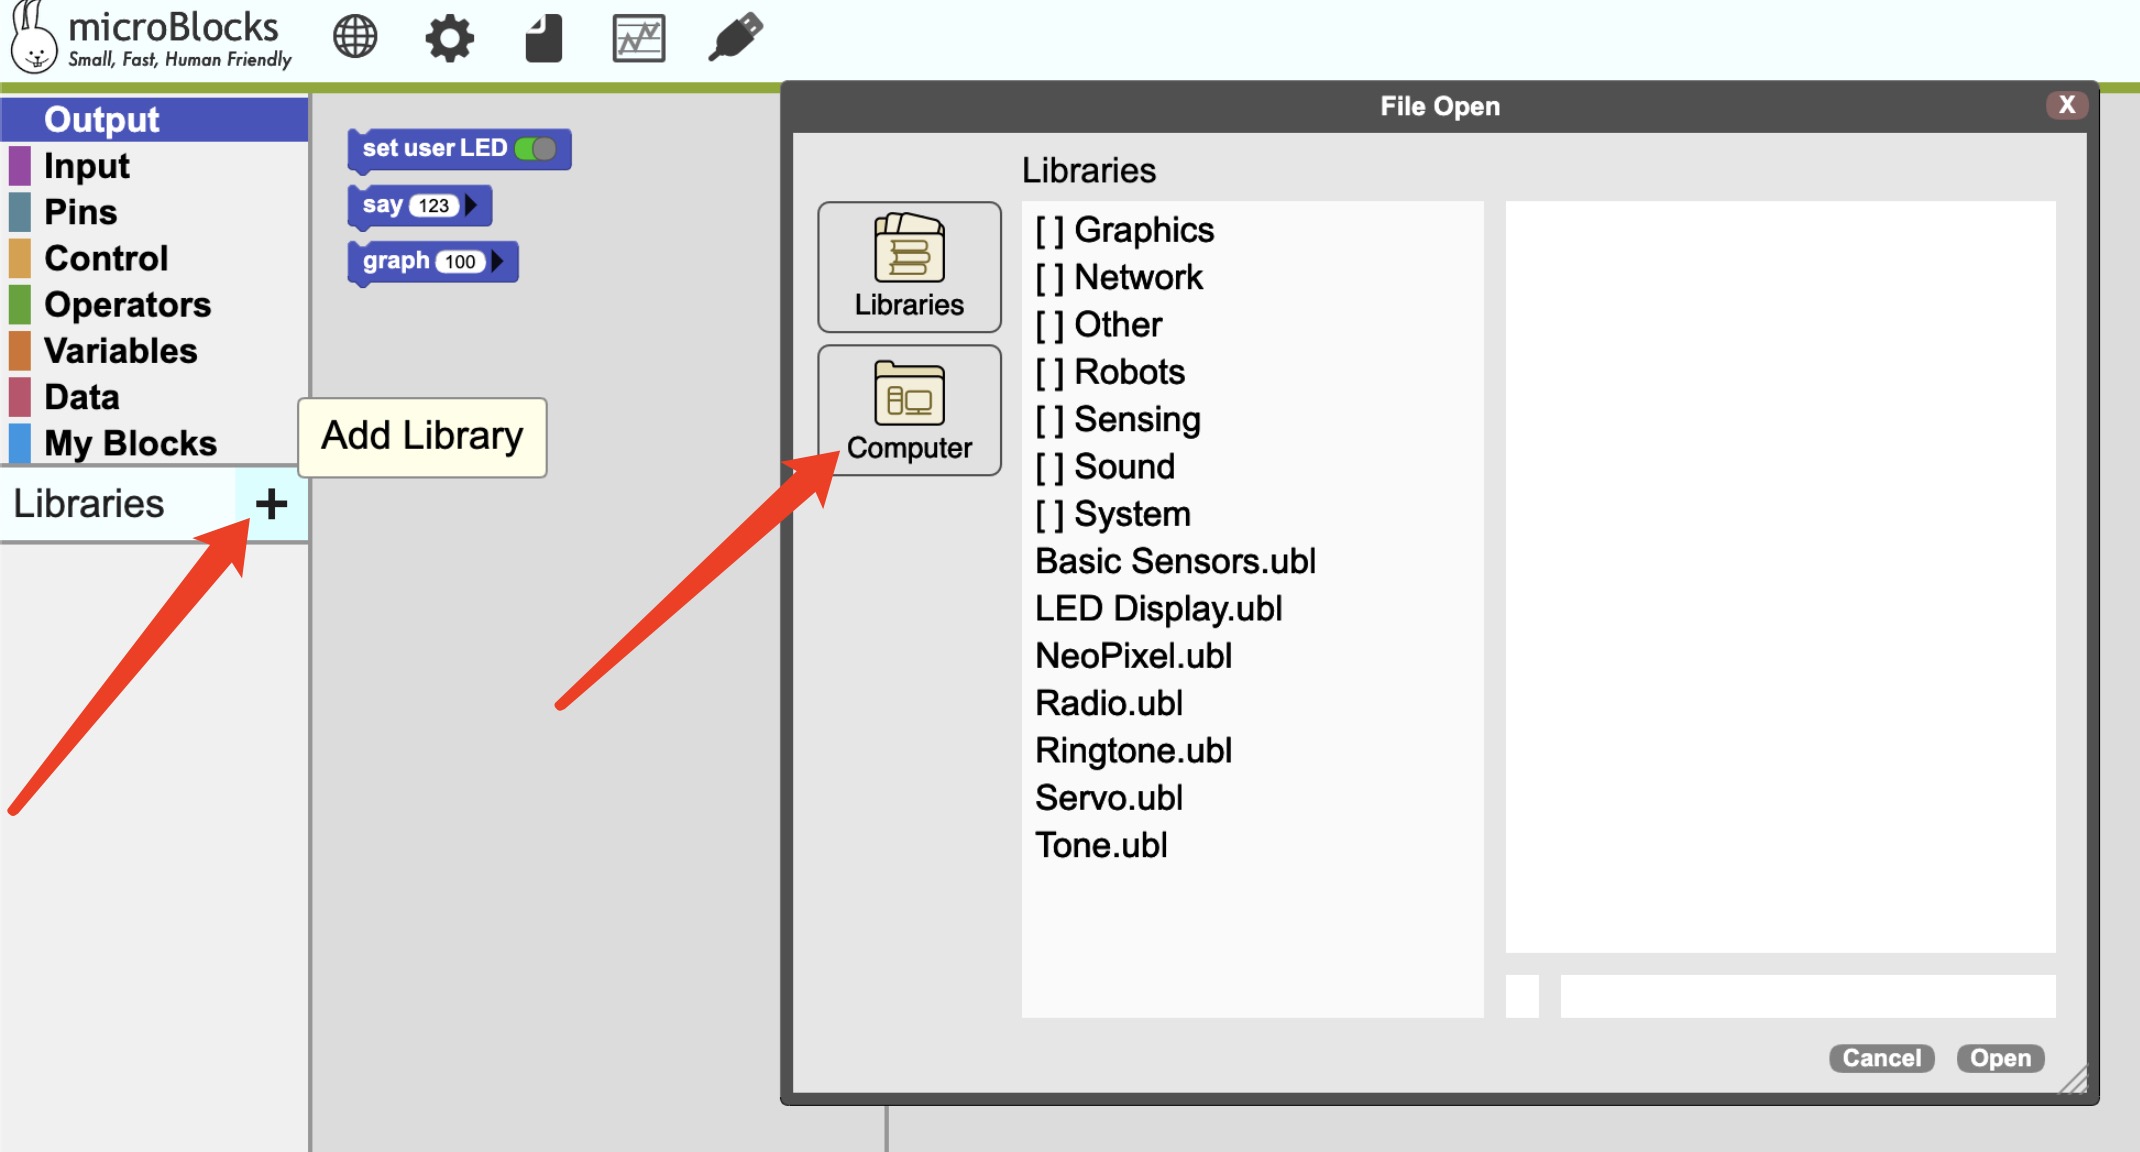 microBlocks
Small, Fast, Human Friendly
Output
Input
Pins
Control
Operators
Variables
Data
My Blocks
Libraries +
set user LED
say 123
graph 100
Add Library
File Open
X
Libraries
Libraries
Computer
[ ] Graphics
[ ] Network
[ ] Other
[ ] Robots
[ ] Sensing
[ ] Sound
[ ] System
Basic Sensors.ubl
LED Display.ubl
NeoPixel.ubl
Radio.ubl
Ringtone.ubl
Servo.ubl
Tone.ubl
Cancel
Open